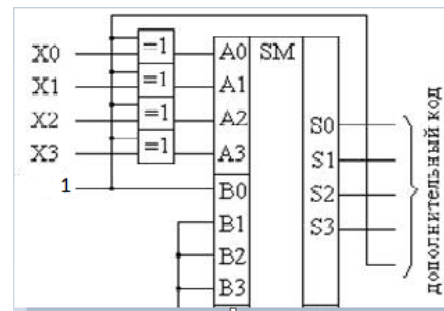 X0 =1 A0 SM
X1 =1 A1
X2 =1 A2 S0
X3 =1 A3 S1
1 B0 S2
B1 S3
B2
B3
дополнительный код